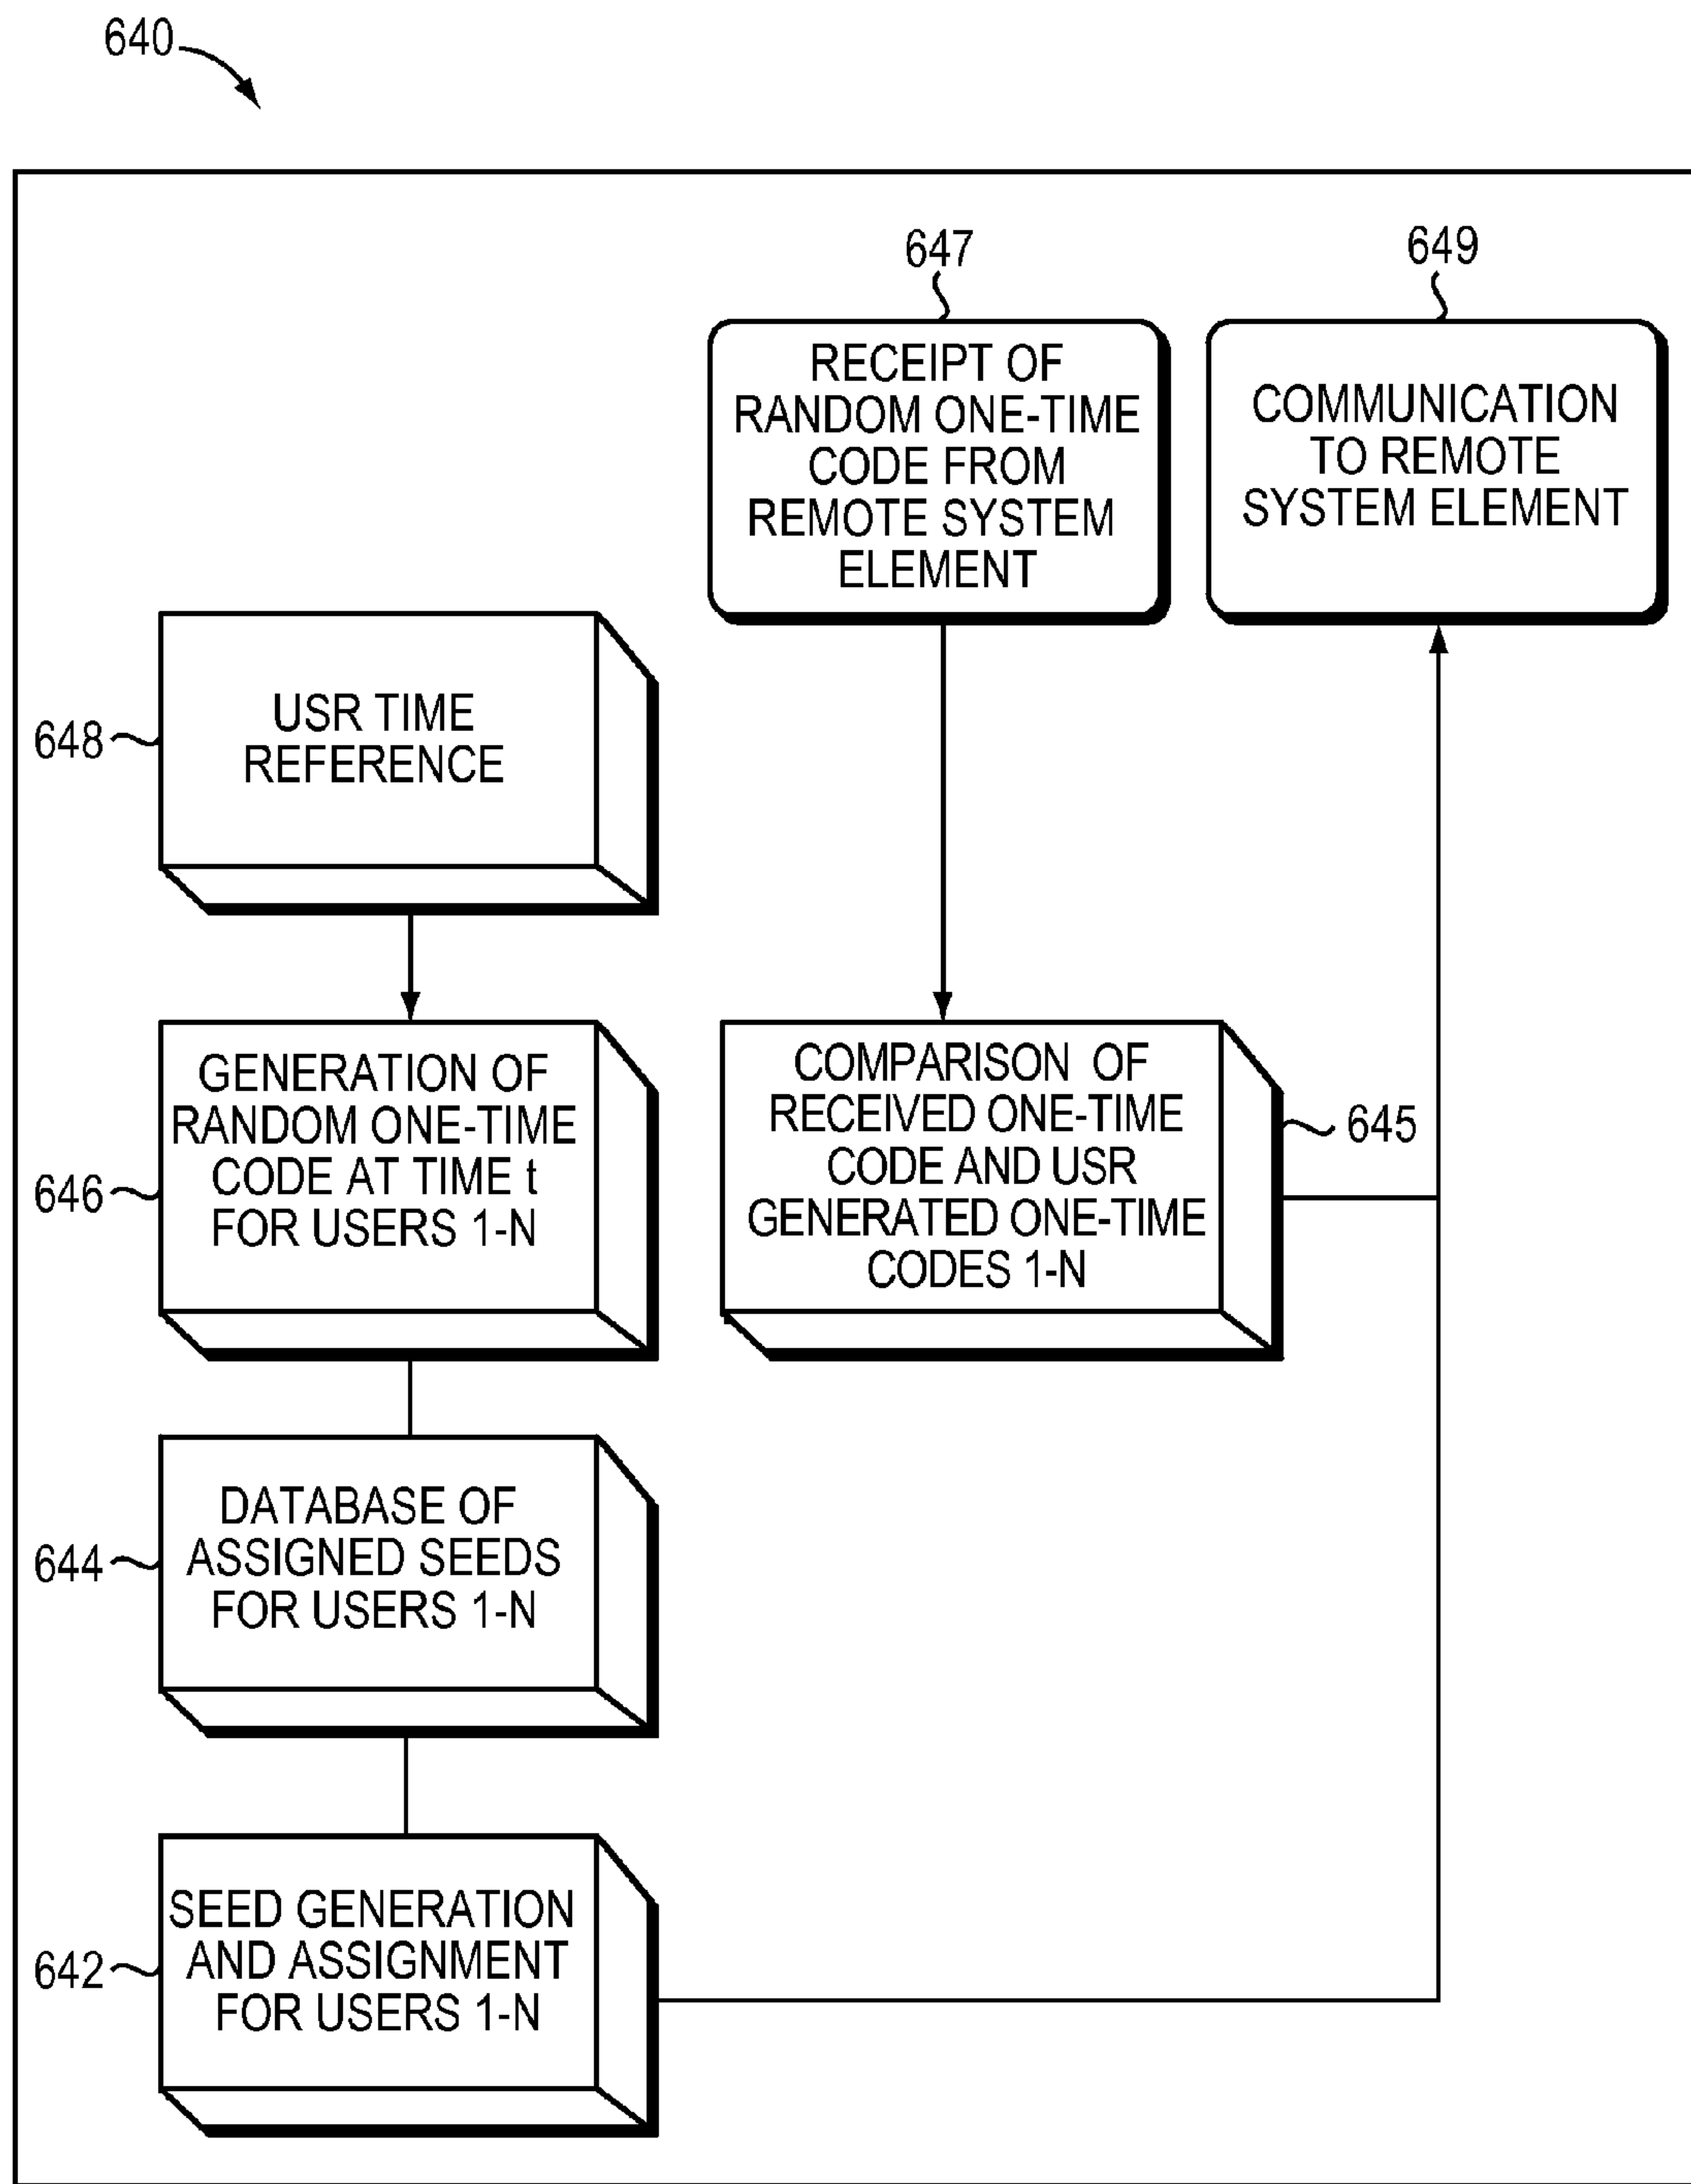 640
647
649
RECEIPT OF
RANDOM ONE-TIME
CODE FROM
REMOTE SYSTEM
ELEMENT
COMMUNICATION
TO REMOTE
SYSTEM ELEMENT
648
USR TIME
REFERENCE
646
GENERATION OF
RANDOM ONE-TIME
CODE AT TIME t
FOR USERS 1-N
COMPARISON OF
RECEIVED ONE-TIME
CODE AND USR
GENERATED ONE-TIME
CODES 1-N
645
644
DATABASE OF
ASSIGNED SEEDS
FOR USERS 1-N
642
SEED GENERATION
AND ASSIGNMENT
FOR USERS 1-N